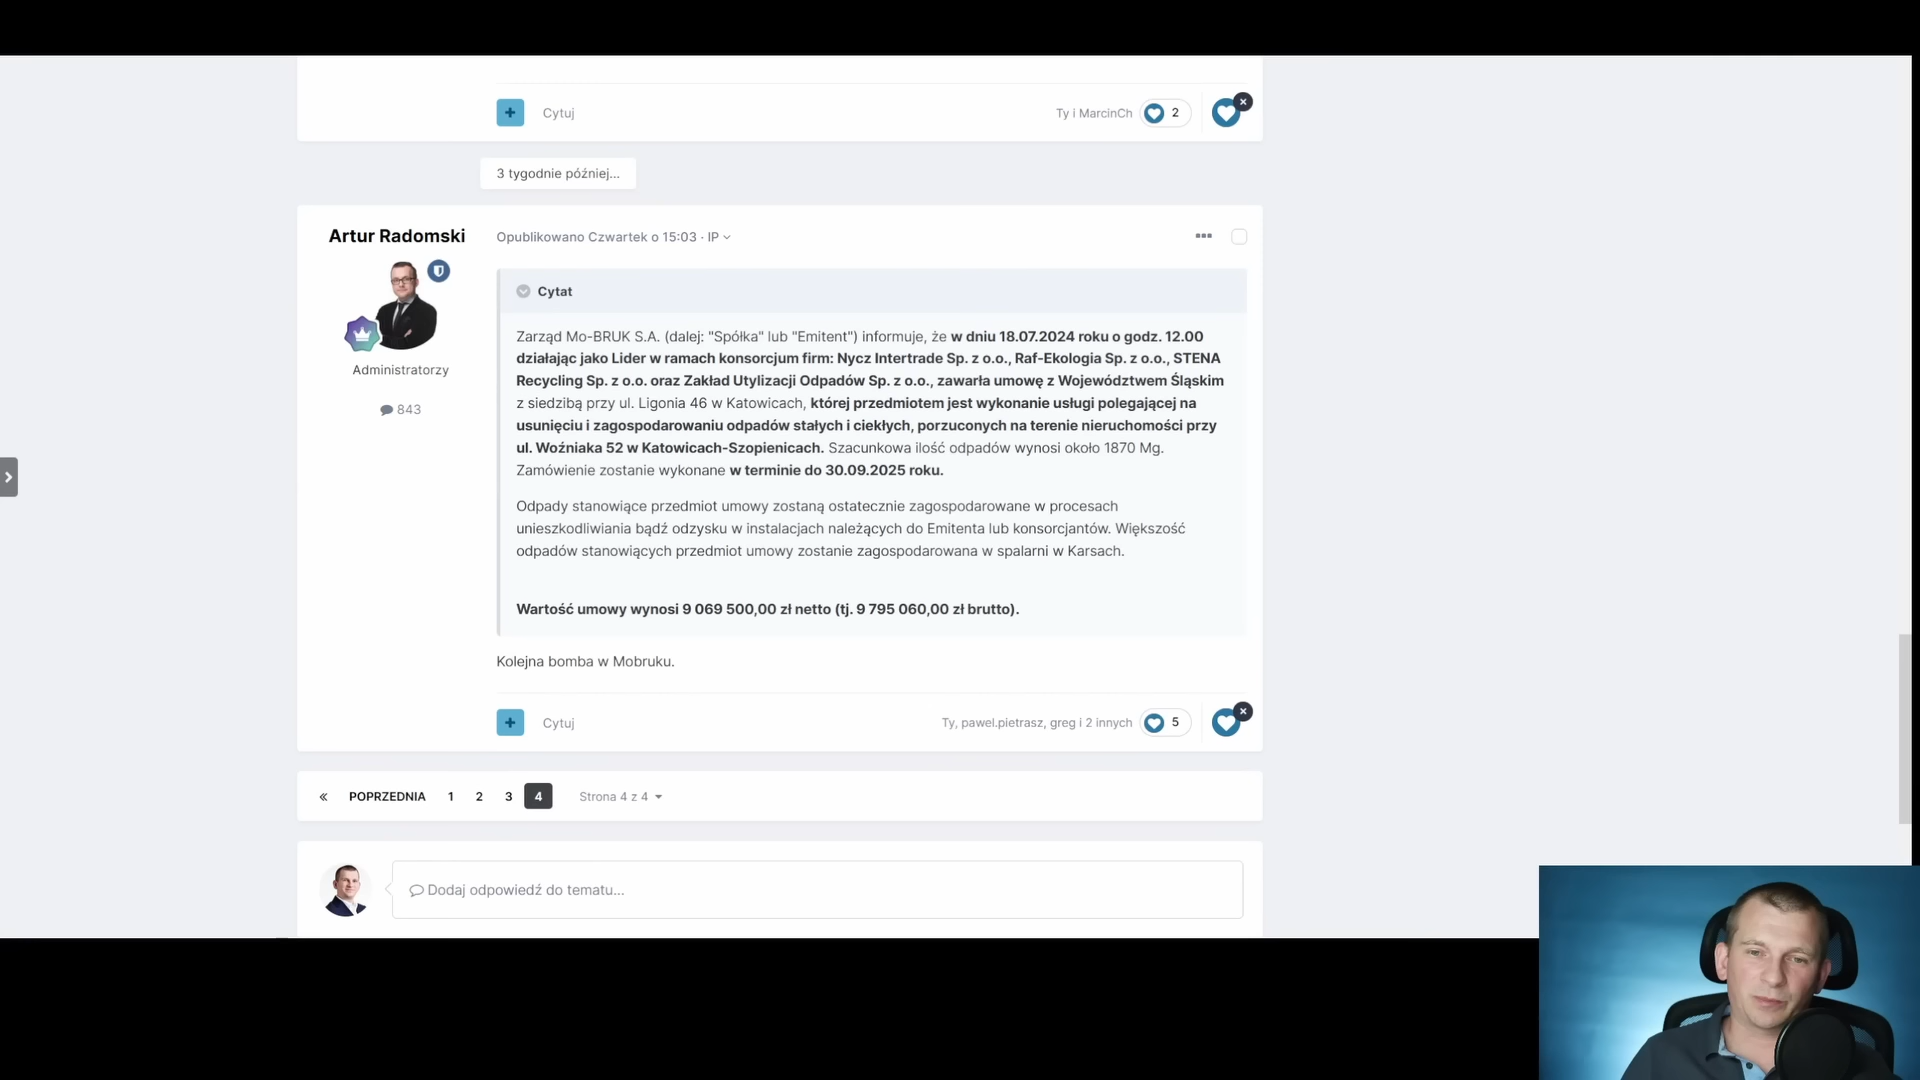 Cytuj
Ty i MarcinCh
2
3 tygodnie później...
Artur Radomski
Administratorzy
843
Opublikowano Czwartek o 15:03 · IP
Cytat
Zarząd Mo-BRUK S.A. (dalej: "Spółka" lub "Emitent") informuje, że w dniu 18.07.2024 roku o godz. 12.00
działając jako Lider w ramach konsorcjum firm: Nycz Intertrade Sp. z o.o., Raf-Ekologia Sp. z o.o., STENA
Recycling Sp. z o.o. oraz Zakład Utylizacji Odpadów Sp. z o.o., zawarła umowę z Województwem Śląskim
z siedzibą przy ul. Ligonia 46 w Katowicach, której przedmiotem jest wykonanie usługi polegającej na
usunięciu i zagospodarowaniu odpadów stałych i ciekłych, porzuconych na terenie nieruchomości przy
ul. Woźniaka 52 w Katowicach-Szopienicach. Szacunkowa ilość odpadów wynosi około 1870 Mg.
Zamówienie zostanie wykonane w terminie do 30.09.2025 roku.
Odpady stanowiące przedmiot umowy zostaną ostatecznie zagospodarowane w procesach
unieszkodliwiania bądź odzysku w instalacjach należących do Emitenta lub konsorcjantów. Większość
odpadów stanowiących przedmiot umowy zostanie zagospodarowana w spalarni w Karsach.
Wartość umowy wynosi 9 069 500,00 zł netto (tj. 9 795 060,00 zł brutto).
Kolejna bomba w Mobruku.
Cytuj
Ty, pawel.pietrasz, greg i 2 innych
5
« POPRZEDNIA 1 2 3 4 Strona 4 z 4
Dodaj odpowiedź do tematu...